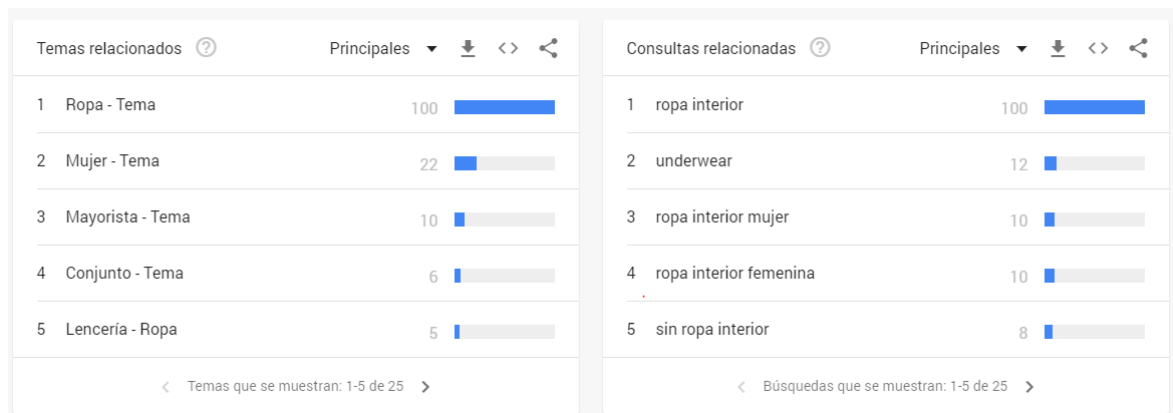 Temas relacionados ?
Principales
1 Ropa - Tema 100
2 Mujer - Tema 22
3 Mayorista - Tema 10
4 Conjunto - Tema 6
5 Lencería - Ropa 5
Temas que se muestran: 1-5 de 25
Consultas relacionadas ?
Principales
1 ropa interior 100
2 underwear 12
3 ropa interior mujer 10
4 ropa interior femenina 10
5 sin ropa interior 8
Búsquedas que se muestran: 1-5 de 25